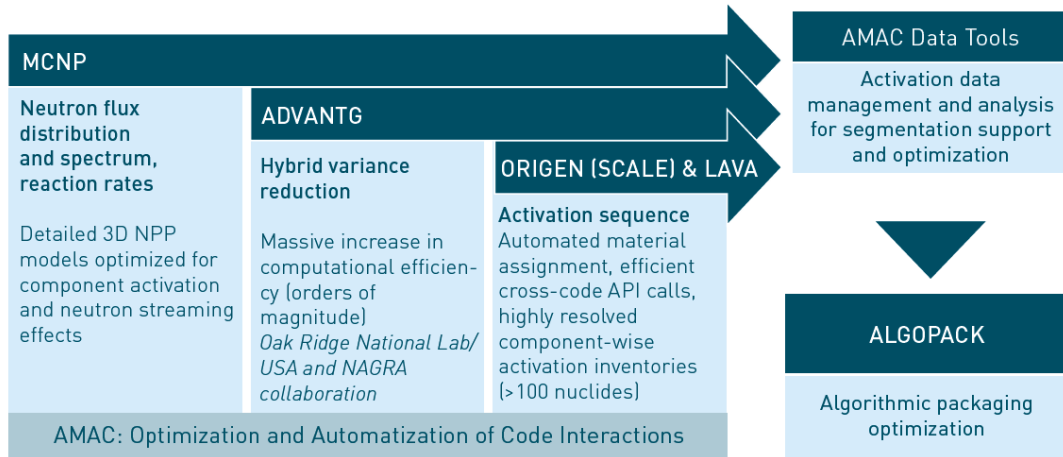 MCNP
Neutron flux
distribution
and spectrum,
reaction rates
Detailed 3D NPP
models optimized for
component activation
and neutron streaming
effects
ADVANTG
Hybrid variance
reduction
Massive increase in
computational efficien-
cy (orders of
magnitude)
Oak Ridge National Lab/
USA and NAGRA
collaboration
ORIGEN (SCALE) & LAVA
Activation sequence
Automated material
assignment, efficient
cross-code API calls,
highly resolved
component-wise
activation inventories
(>100 nuclides)
AMAC: Optimization and Automatization of Code Interactions
AMAC Data Tools
Activation data
management and analysis
for segmentation support
and optimization
ALGOPACK
Algorithmic packaging
optimization